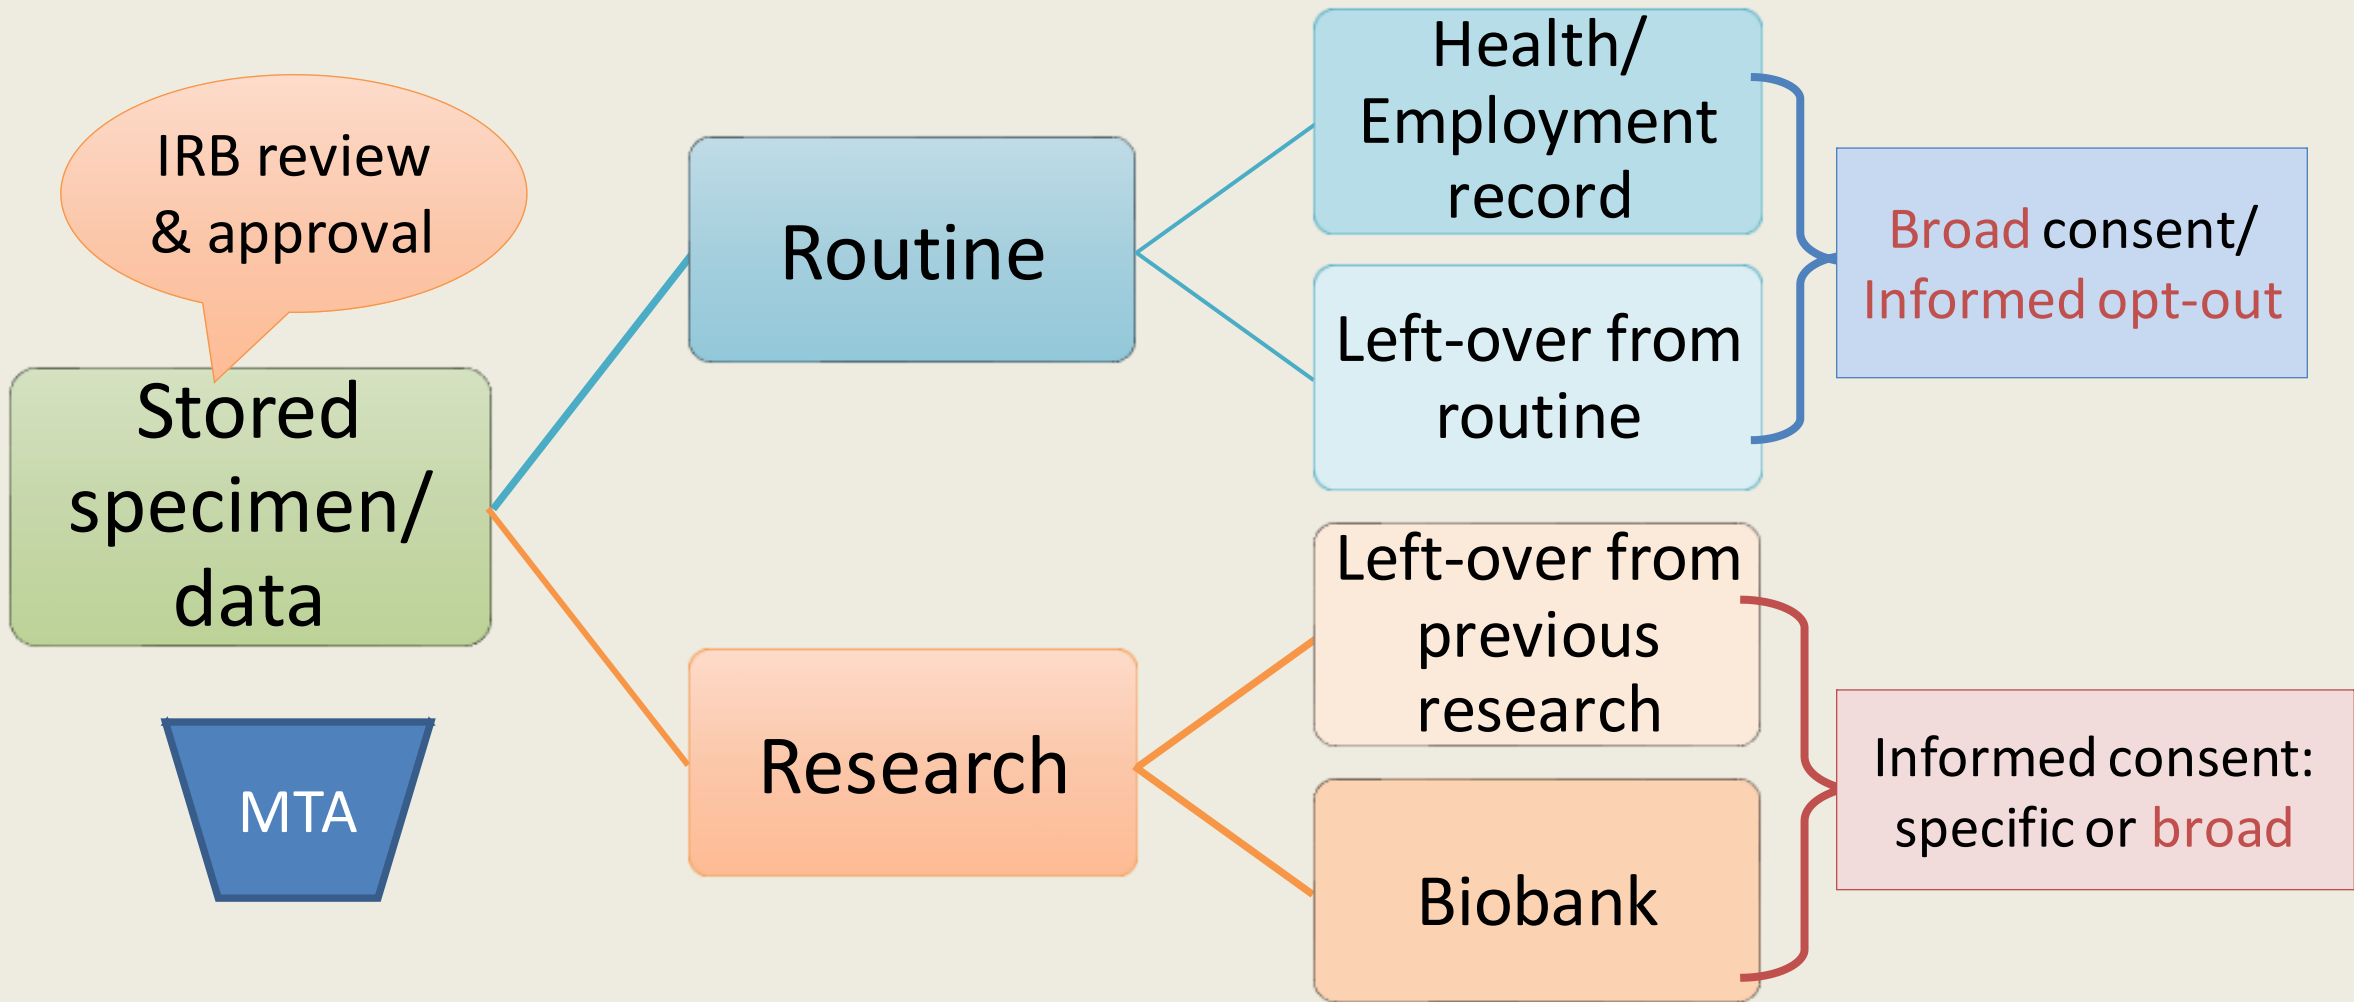 IRB review
& approval
Stored
specimen/
data
MTA
Routine
Research
Health/
Employment
record
Left-over from
routine
Left-over from
previous
research
Biobank
Broad consent/
Informed opt-out
Informed consent:
specific or broad